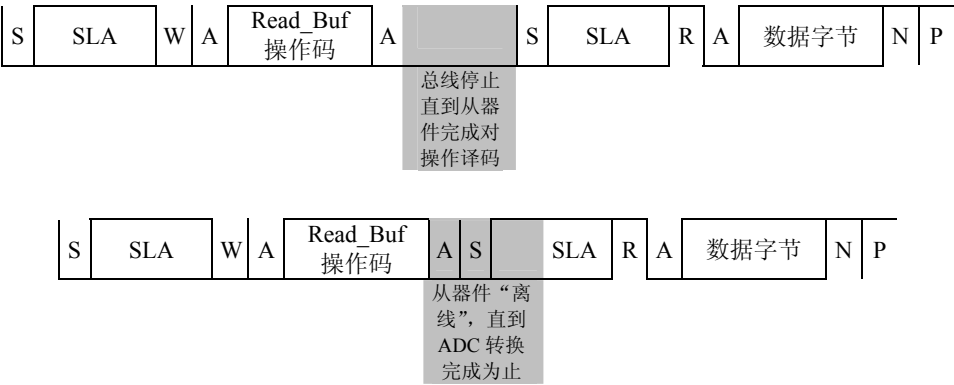 S SLA W A Read_Buf A S SLA R A 数据字节 N P
操作码
总线停止
直到从器
件完成对
操作译码
S SLA W A Read_Buf A S SLA R A 数据字节 N P
操作码
从器件“离
线”，直到
ADC 转换
完成为止